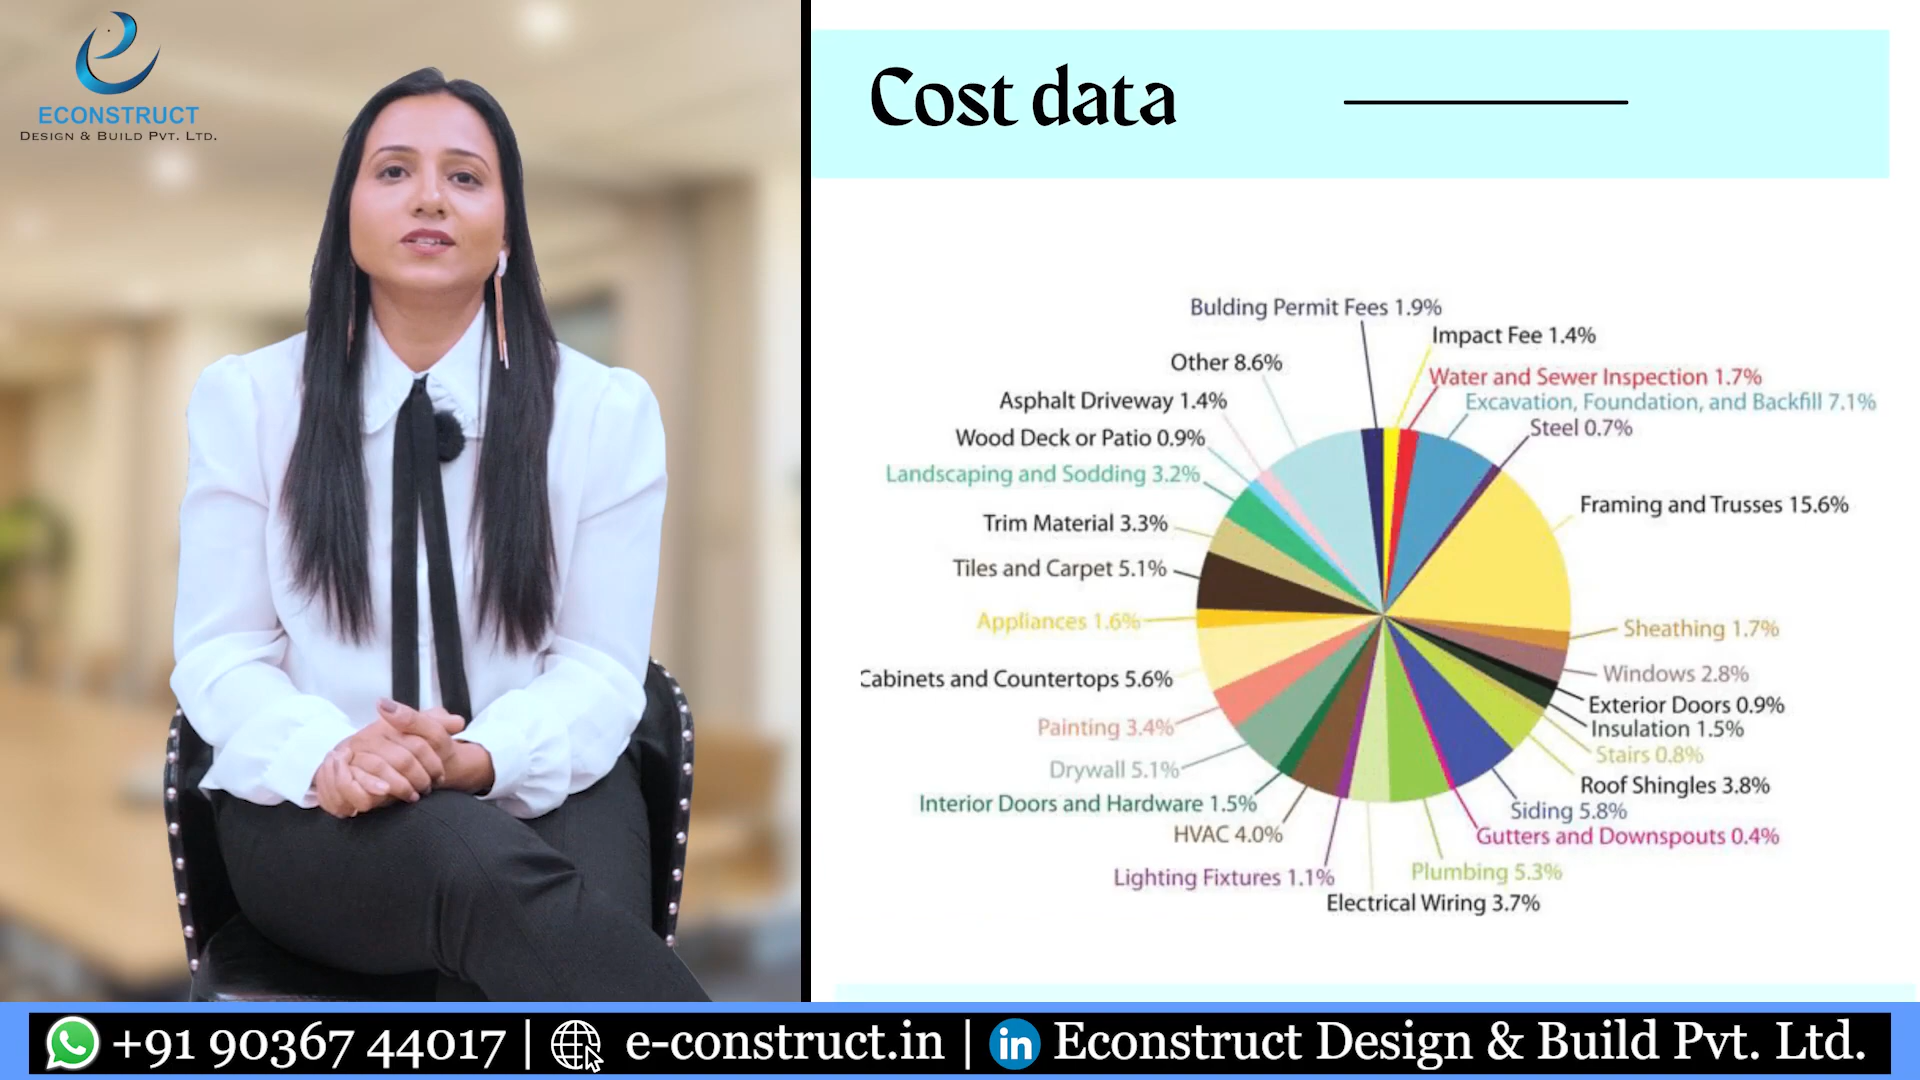 ECONSTRUCT
DESIGN & BUILD PVT. LTD.
Cost data
Bulding Permit Fees 1.9%
Impact Fee 1.4%
Water and Sewer Inspection 1.7%
Excavation, Foundation, and Backfill 7.1%
Steel 0.7%
Framing and Trusses 15.6%
Sheathing 1.7%
Windows 2.8%
Exterior Doors 0.9%
Insulation 1.5%
Stairs 0.8%
Roof Shingles 3.8%
Siding 5.8%
Gutters and Downspouts 0.4%
Plumbing 5.3%
Electrical Wiring 3.7%
Lighting Fixtures 1.1%
HVAC 4.0%
Interior Doors and Hardware 1.5%
Drywall 5.1%
Painting 3.4%
Cabinets and Countertops 5.6%
Appliances 1.6%
Tiles and Carpet 5.1%
Trim Material 3.3%
Landscaping and Sodding 3.2%
Wood Deck or Patio 0.9%
Asphalt Driveway 1.4%
Other 8.6%
+91 90367 44017 | e-construct.in | in Econstruct Design & Build Pvt. Ltd.